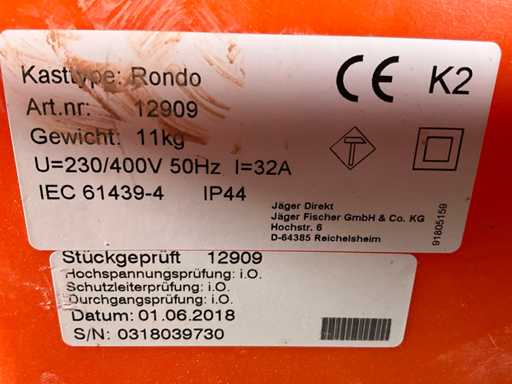 Kasttype: Rondo
Art.nr: 12909
Gewicht: 11kg
U=230/400V 50Hz I=32A
IEC 61439-4 IP44
CE K2
T
Jäger Direkt
Jäger Fischer GmbH & Co. KG
Hochstr. 6
D-64385 Reichelsheim
91805159
Stückgeprüft 12909
Hochspannungsprüfung: i.O.
Schutzleiterprüfung: i.O.
Durchgangsprüfung: i.O.
Datum: 01.06.2018
S/N: 0318039730